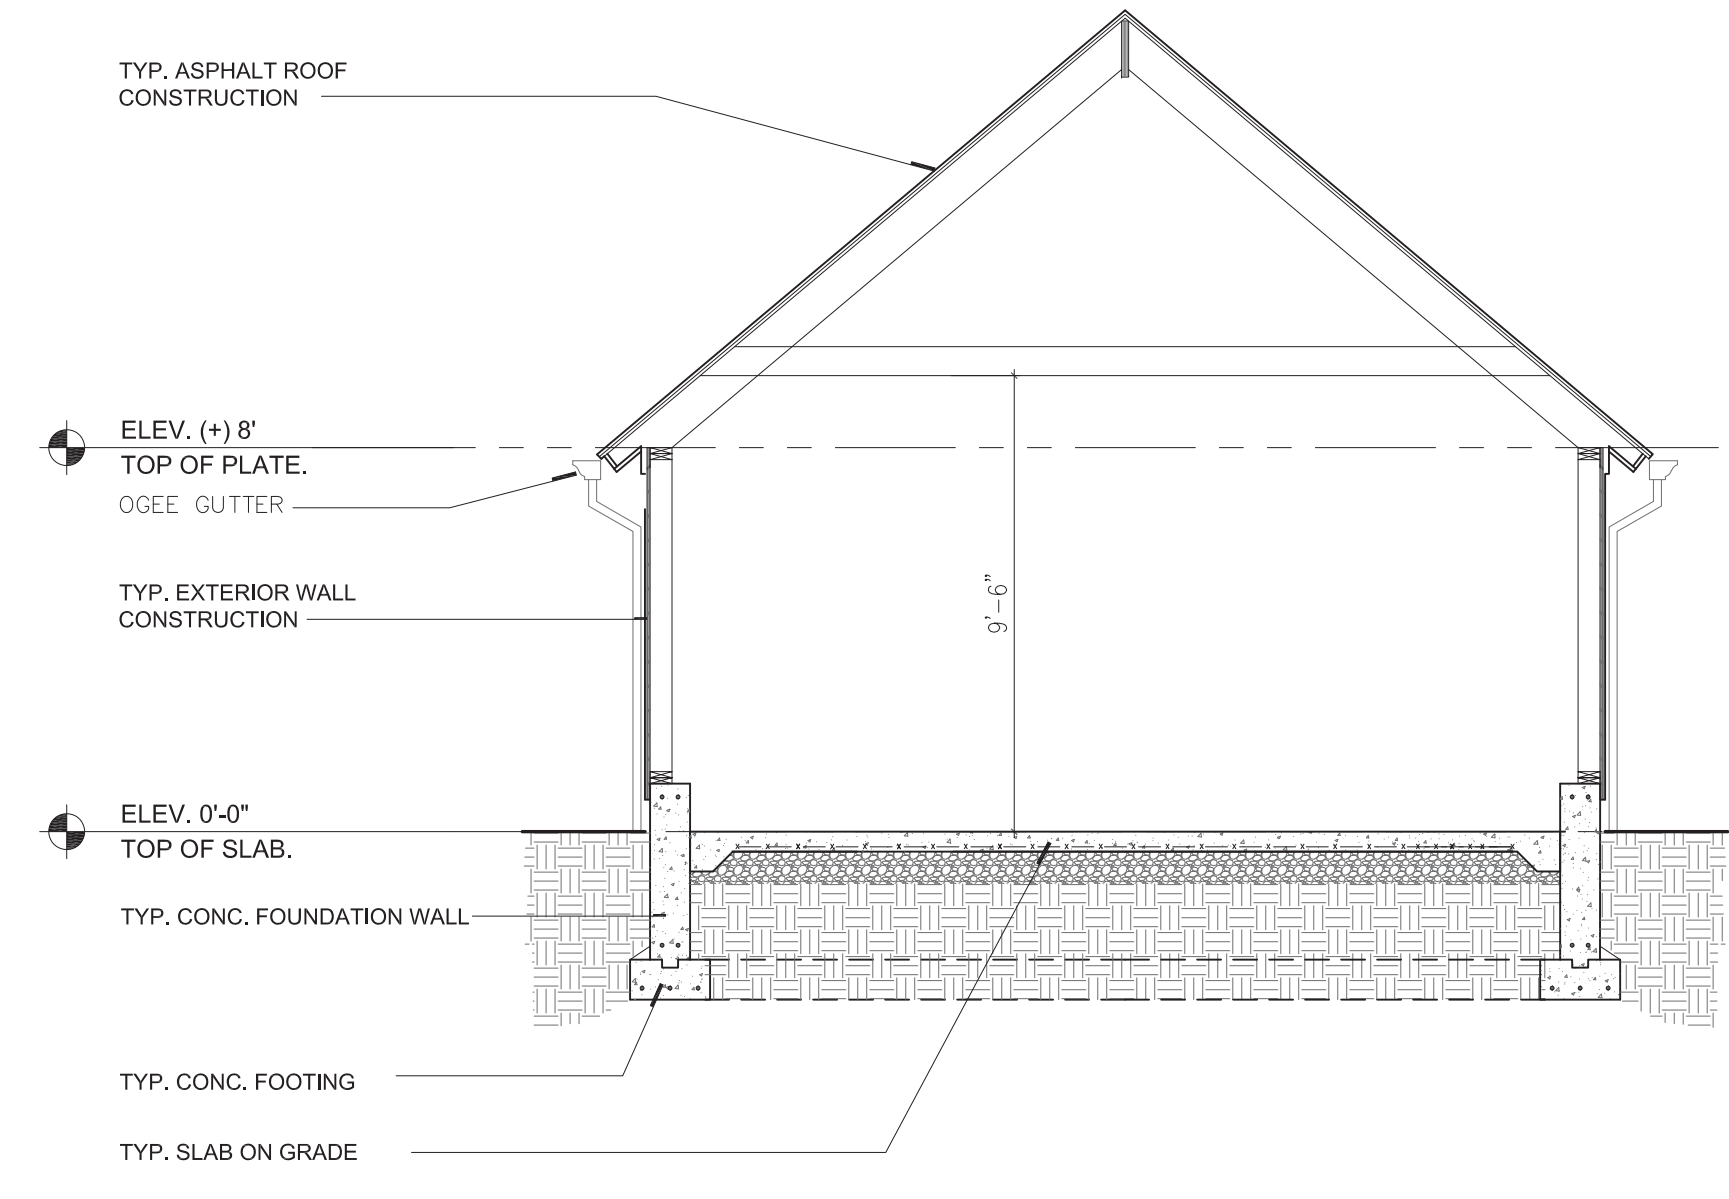 TYP. ASPHALT ROOF
CONSTRUCTION
ELEV. (+) 8'
TOP OF PLATE.
OGEE GUTTER
TYP. EXTERIOR WALL
CONSTRUCTION
9'-6"
ELEV. 0'-0"
TOP OF SLAB.
TYP. CONC. FOUNDATION WALL
TYP. CONC. FOOTING
TYP. SLAB ON GRADE